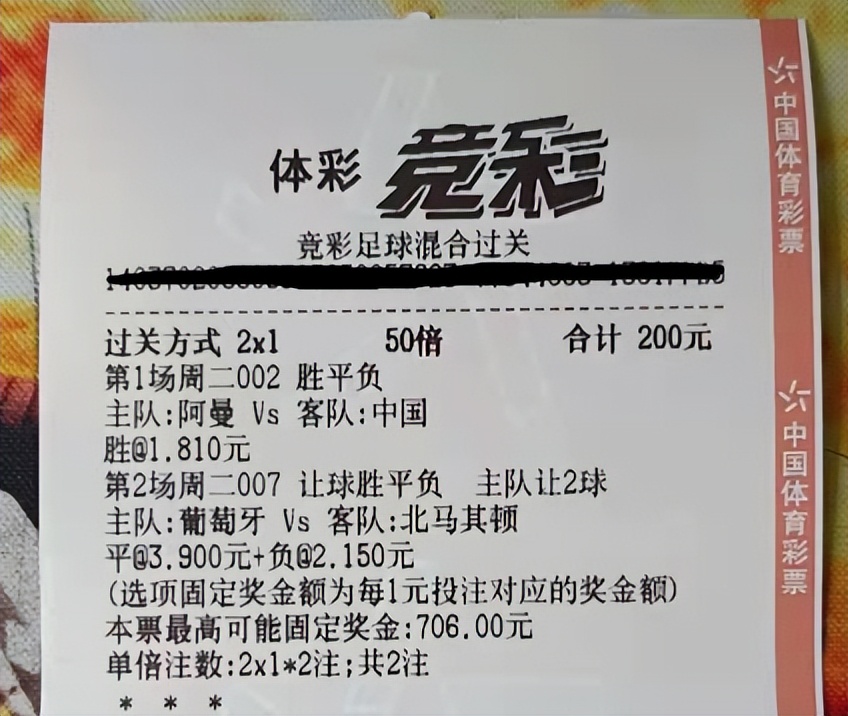 体彩 竞彩
竞彩足球混合过关
过关方式 2x1 50倍 合计 200元
第1场周二002 胜平负
主队:阿曼 Vs 客队:中国
胜@1.810元
第2场周二007 让球胜平负 主队让2球
主队:葡萄牙 Vs 客队:北马其顿
平@3.900元+负@2.150元
(选项固定奖金额为每1元投注对应的奖金额)
本票最高可能固定奖金:706.00元
单倍注数:2x1*2注;共2注
* * *
中国体育彩票
中国体育彩票